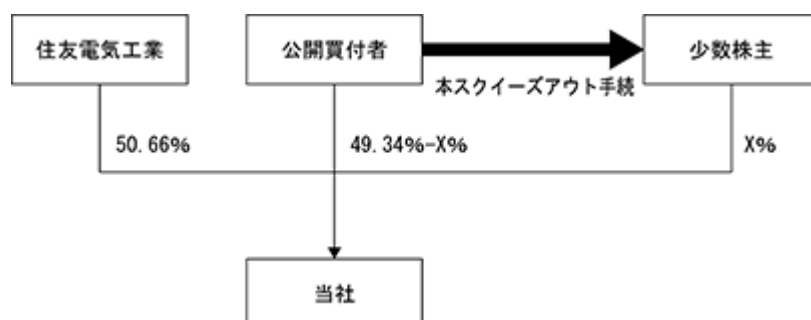 住友電気工業
公開買付者
少数株主
本スクイーズアウト手続
50.66%
49.34%-X%
X%
当社